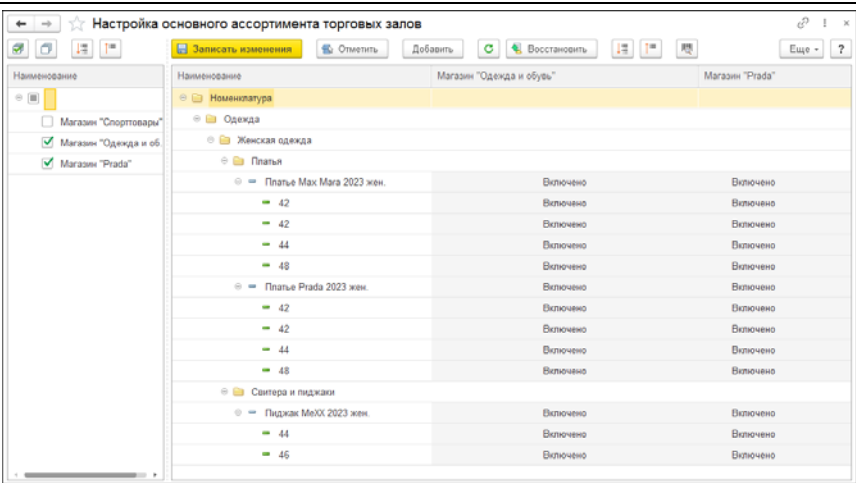 Настройка основного ассортимента торговых залов
Записать изменения Отметить Добавить Восстановить Еще ?
Наименование Наименование Магазин "Одежда и обувь" Магазин "Prada"
Номенклатура
Магазин "Спорттовары" Одежда
Магазин "Одежда и об. Женская одежда
Магазин "Prada" Платья
Платье Max Mara 2023 жен. Включено Включено
42 Включено Включено
42 Включено Включено
44 Включено Включено
48 Включено Включено
Платье Prada 2023 жен. Включено Включено
42 Включено Включено
42 Включено Включено
44 Включено Включено
48 Включено Включено
Свитера и пиджаки
Пиджак MeXX 2023 жен. Включено Включено
44 Включено Включено
46 Включено Включено